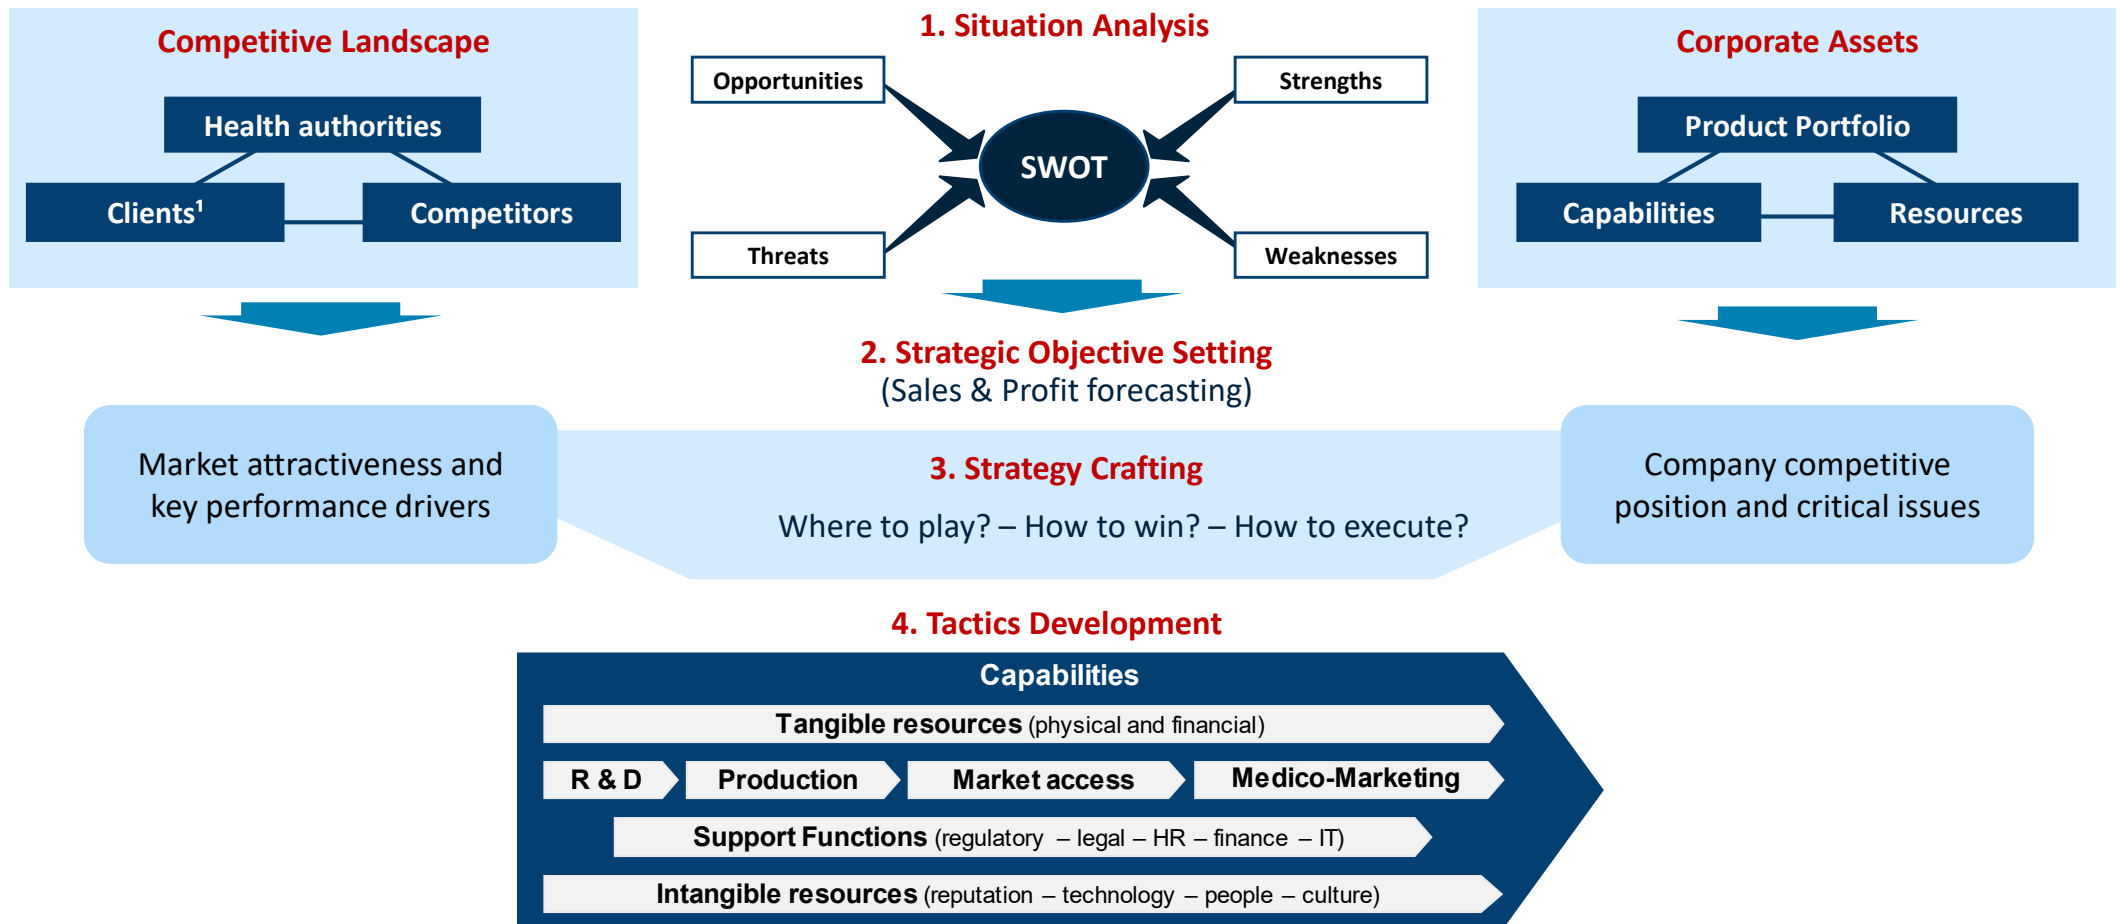 Competitive Landscape
Health authorities
Clients¹
Competitors
1. Situation Analysis
Opportunities
Strengths
SWOT
Threats
Weaknesses
Corporate Assets
Product Portfolio
Capabilities
Resources
2. Strategic Objective Setting
(Sales & Profit forecasting)
Market attractiveness and
key performance drivers
3. Strategy Crafting
Where to play? – How to win? – How to execute?
Company competitive
position and critical issues
4. Tactics Development
Capabilities
Tangible resources (physical and financial)
R & D
Production
Market access
Medico-Marketing
Support Functions (regulatory – legal – HR – finance – IT)
Intangible resources (reputation – technology – people – culture)